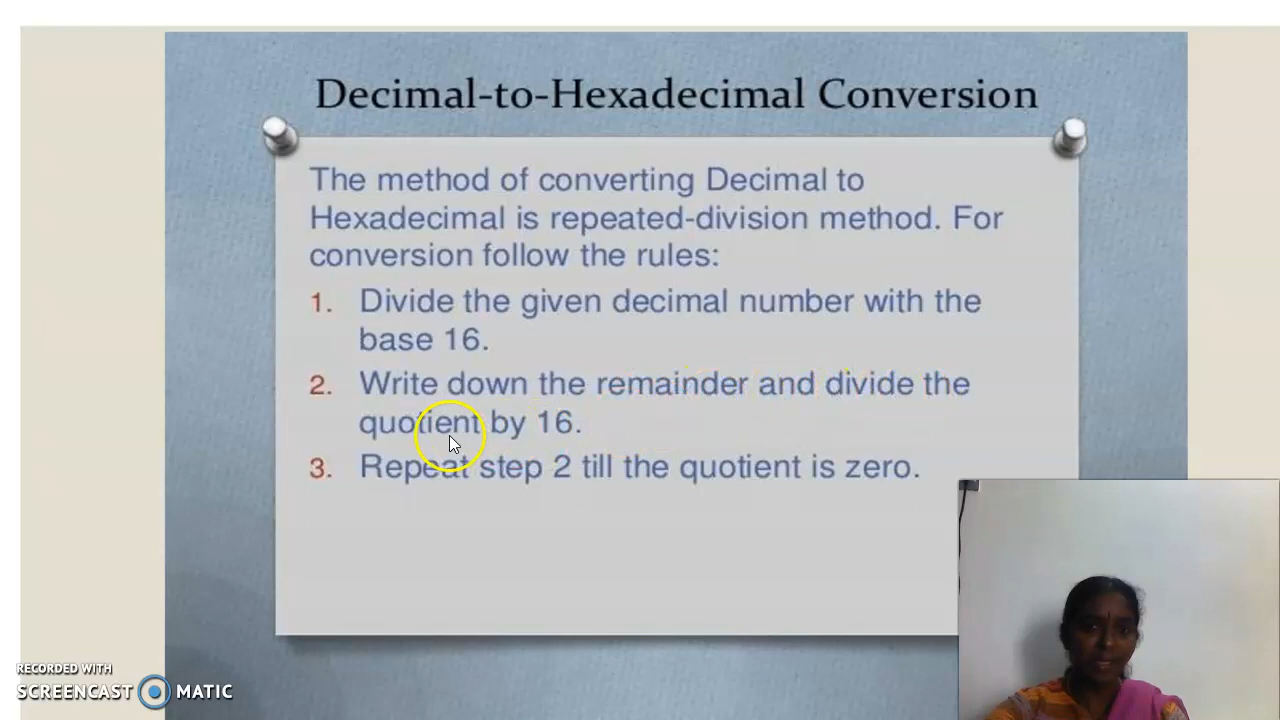 Decimal-to-Hexadecimal Conversion
The method of converting Decimal to
Hexadecimal is repeated-division method. For
conversion follow the rules:
1. Divide the given decimal number with the
base 16.
2. Write down the remainder and divide the
quotient by 16.
3. Repeat step 2 till the quotient is zero.
RECORDED WITH
SCREENCAST MATIC